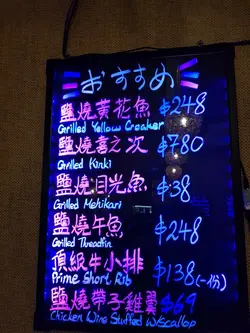 おすすめ
鹽燒黃花魚 $248
Grilled Yellow Croaker
鹽燒喜之次 $780
Grilled Kinki
鹽燒目光魚 $38
Grilled Mehikari
鹽燒午魚 $248
Grilled Threadfin
頂級牛小排 $138(一份)
Prime Short Rib
鹽燒帶子雞翼 $69
Chicken Wing Stuffed W/Scallop